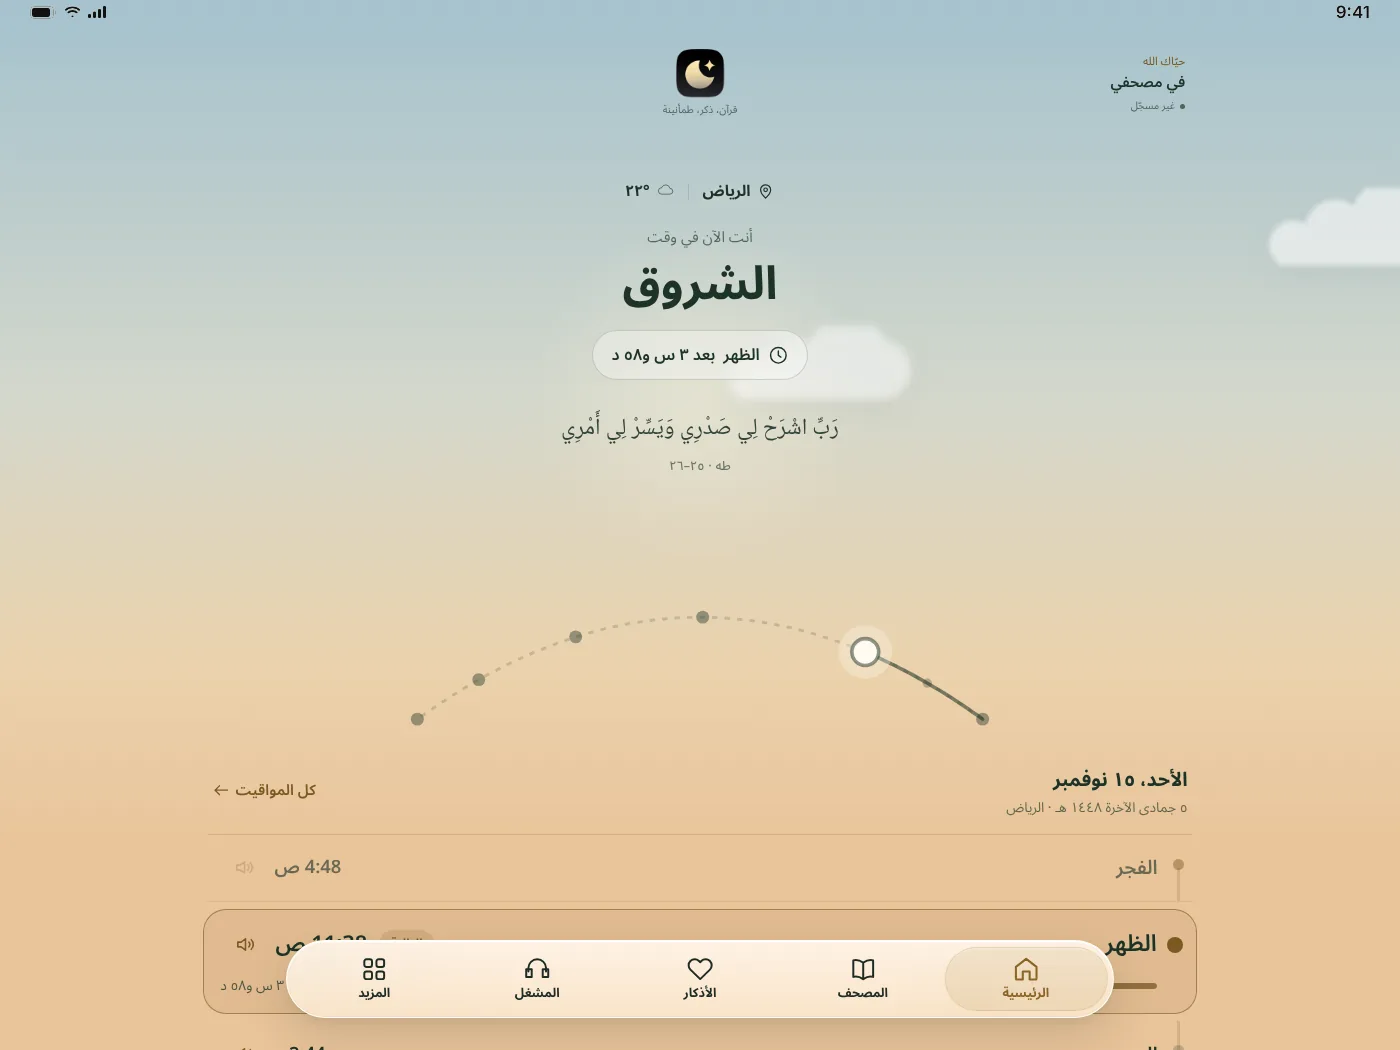 9:41
حيّاك الله
في مصحفي
غير مسجّل
قرآن، ذكر، طمأنينة
الرياض
٢٢°
أنت الآن في وقت
الشروق
الظهر بعد ٣ س و٥٨ د
رَبِّ اشْرَحْ لِي صَدْرِي وَيَسِّرْ لِي أَمْرِي
طه · ٢٥–٢٦
الأحد، ١٥ نوفمبر
كل المواقيت
٥ جمادى الآخرة ١٤٤٨ هـ · الرياض
الفجر
4:48 ص
الظهر
ص
٣ س و٥٨ د
الرئيسية
المصحف
الأذكار
المشغل
المزيد